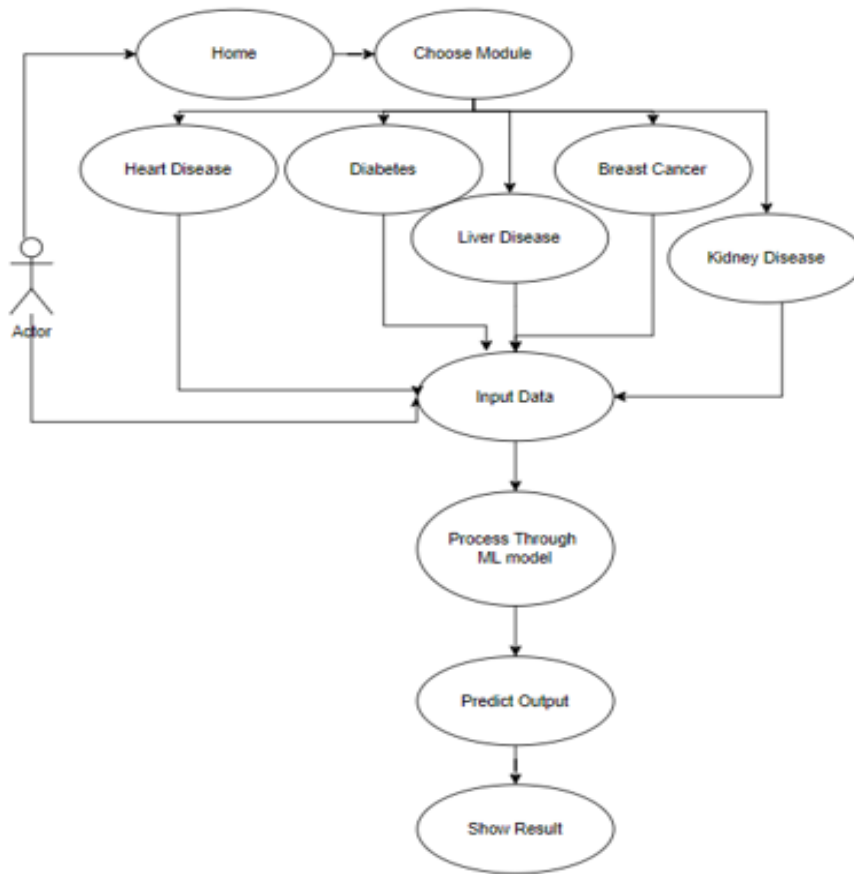 Home
Choose Module
Heart Disease
Diabetes
Breast Cancer
Liver Disease
Kidney Disease
Actor
Input Data
Process Through
ML model
Predict Output
Show Result